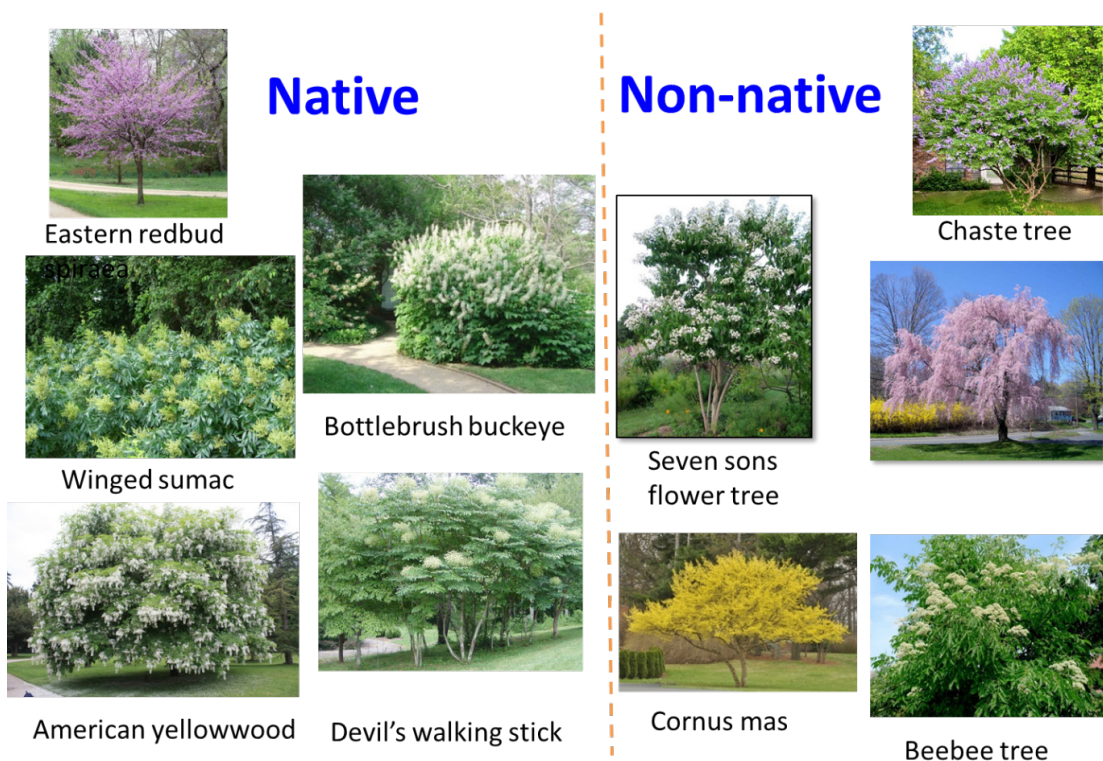 Native
Eastern redbud
spiraea
Bottlebrush buckeye
Winged sumac
American yellowwood
Devil's walking stick
Non-native
Chaste tree
Seven sons
flower tree
Cornus mas
Beebee tree